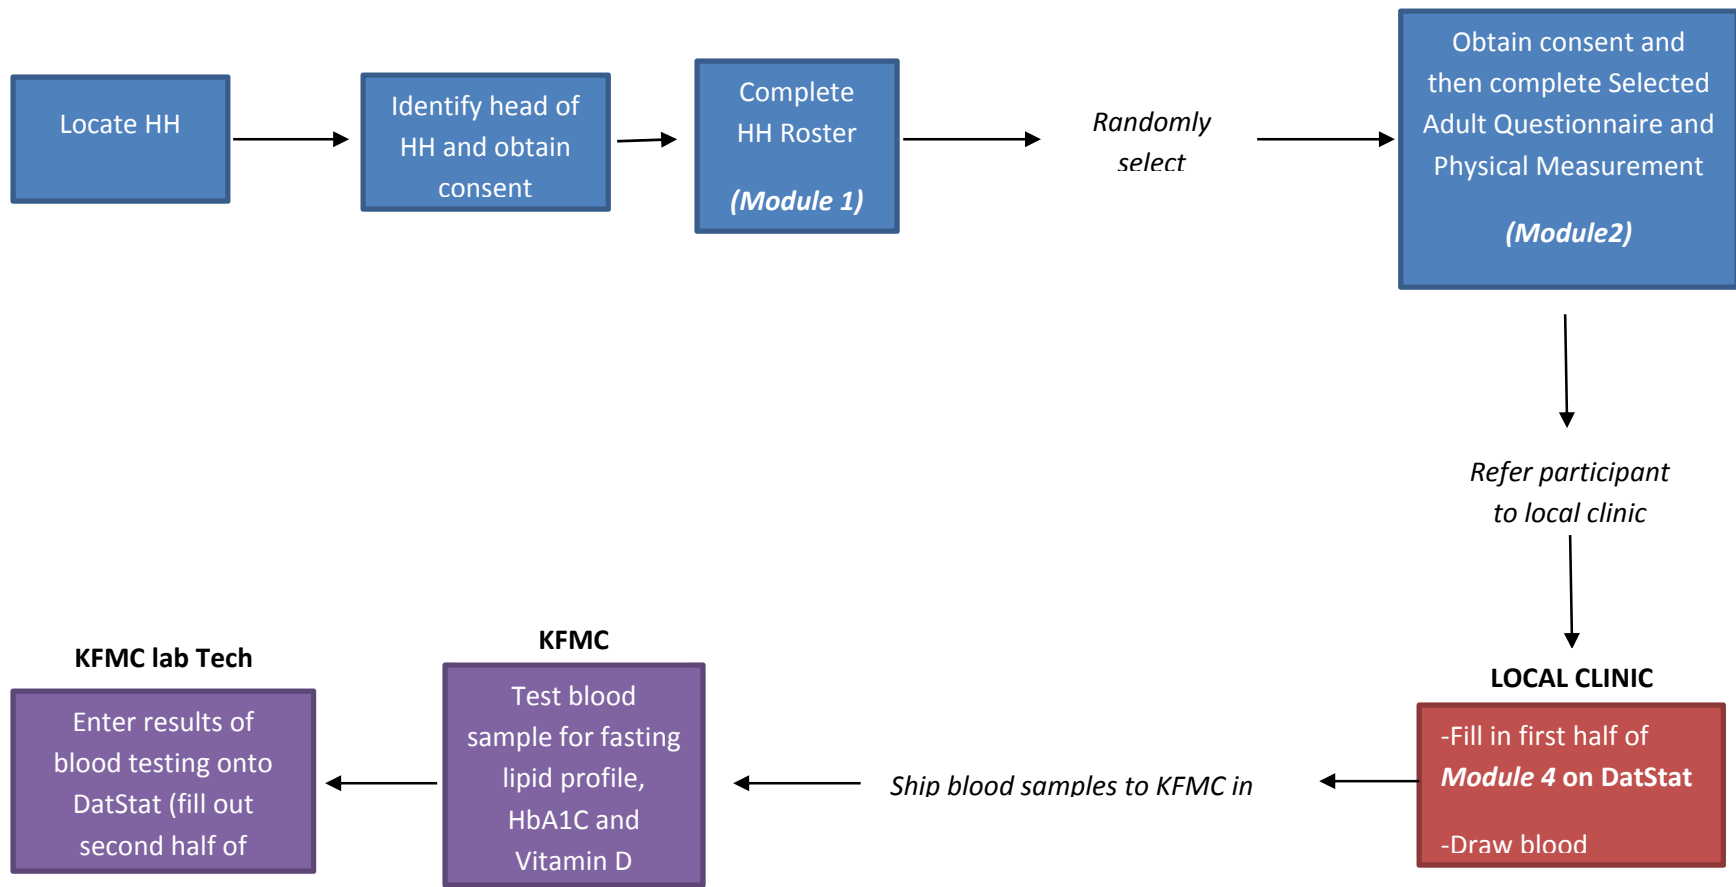 Locate HH
Identify head of
HH and obtain
consent
Complete
HH Roster
(Module 1)
Randomly
select
Obtain consent and
then complete Selected
Adult Questionnaire and
Physical Measurement
(Module2)
Refer participant
to local clinic
LOCAL CLINIC
-Fill in first half of
Module 4 on DatStat
-Draw blood
Ship blood samples to KFMC in
KFMC
Test blood
sample for fasting
lipid profile,
HbA1C and
Vitamin D
KFMC lab Tech
Enter results of
blood testing onto
DatStat (fill out
second half of